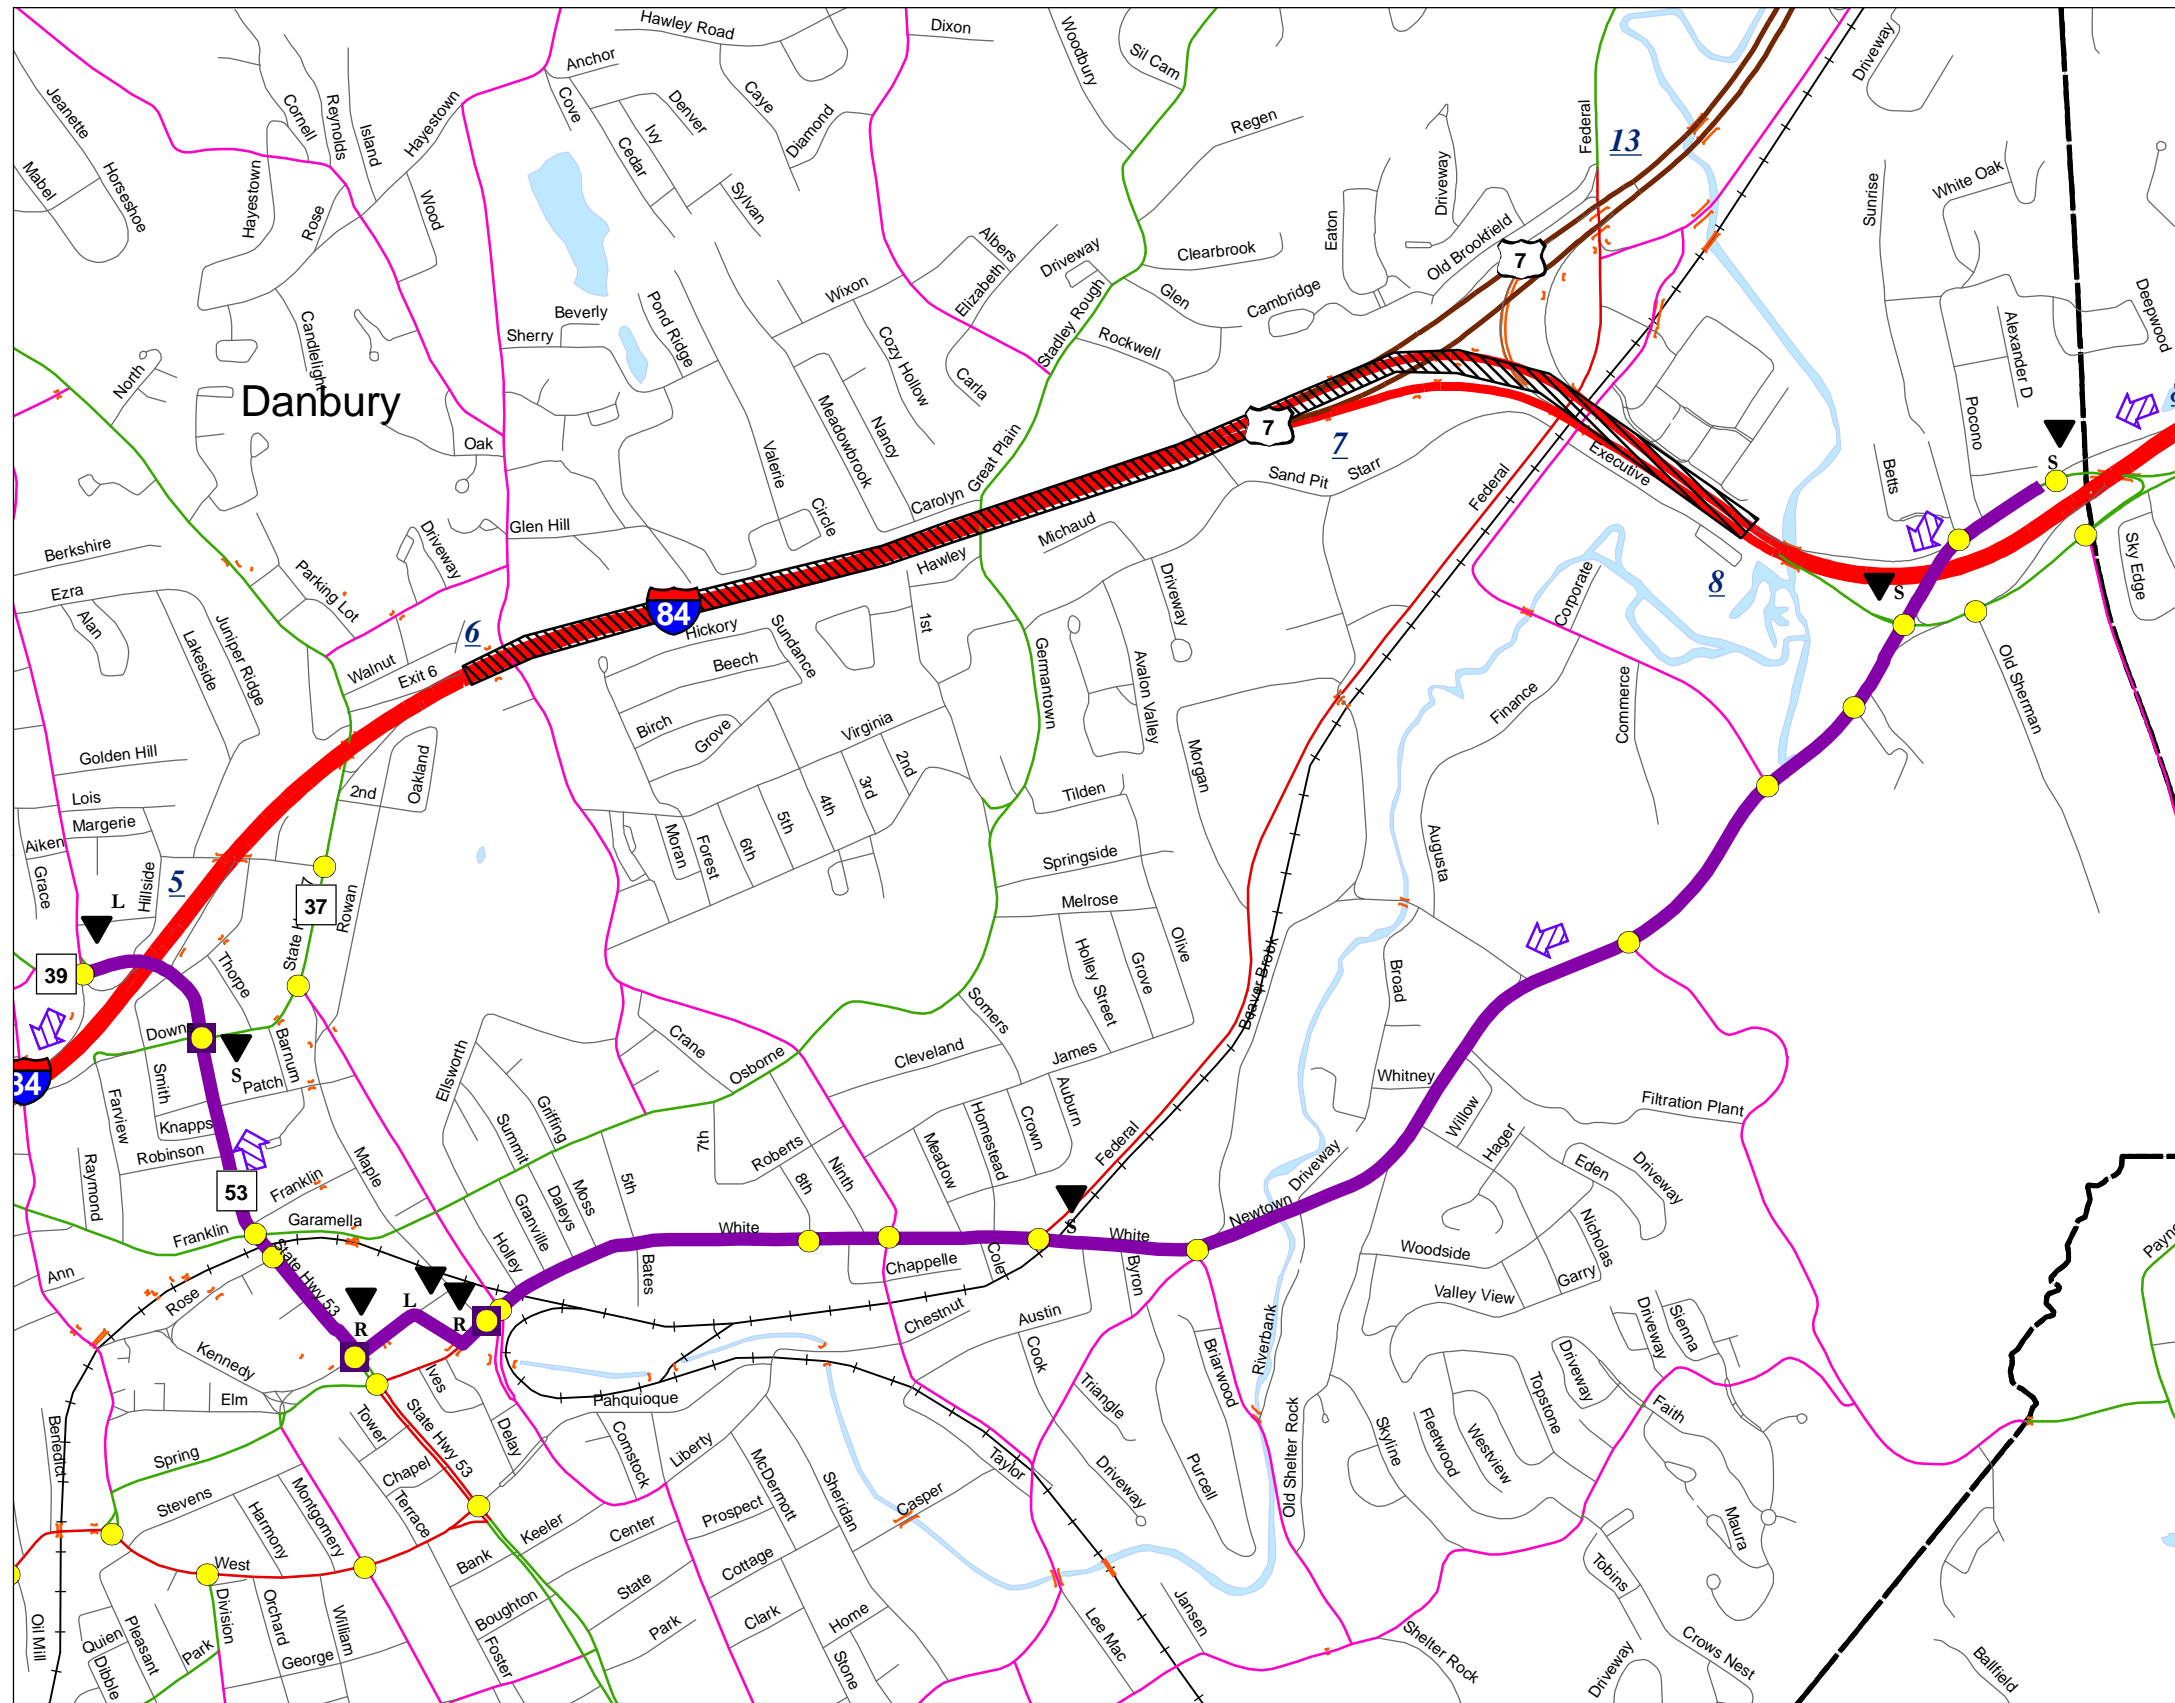 Hawley Road
Dixon
Woodbury
Sil Cam
Driveway
Anchor
Cove
Caye
Denver
Ivy
Cedar
Diamond
Sylvan
Jeanette
Mabel
Horseshoe
Cornell
Reynolds
Island
Hayestown
Hayestown
Rose
Wood
Regen
Federal
13
Driveway
Eaton
Old Brookfield
White Oak
Sunrise
Albers
Elizabeth
Driveway
Clearbrook
Glen
Cambridge
7
Wixon
Stadley Rough
Rockwell
Beverly
Sherry
Pond Ridge
Candlelight
North
Danbury
Oak
Cozy Hollow
Carla
Meadowbrook
Nancy
Alexander D
Deepwood
Pocono
Betts
S
7
7
Sand Pit
Starr
Executive
Federal
Valerie
Circle
Carolyn
Great Plain
Glen Hill
Driveway
Hawley
Michaud
Driveway
Berkshire
Ezra
Alan
Parking Lot
Juniper Ridge
Lakeside
Walnut
Exit 6
6
84
Hickory
Beech
Sundance
1st
Germantown
Avalon Valley
Corporate
8
S
Sky Edge
Old Sherman
Finance
Commerce
Birch
Grove
Virginia
2nd
3rd
4th
5th
6th
Forest
Moran
Morgan
Tilden
Augusta
Golden Hill
Lois
Margerie
Aiken
Grace
Hillside
5
L
2nd
Oakland
37
Rowan
39
Thorpe
Springside
Melrose
Olive
Holley Street
Grove
Beaver Brook
Broad
Downs
S
Barnum
Patch
Smith
Farview
Knapps
Robinson
Raymond
84
53
Franklin
Franklin
Garamella
Maple
Ellsworth
Crane
Osborne
Cleveland
Somers
James
Auburn
Crown
Homestead
Meadow
Griffing
Summit
Moss
Daleys
Granville
Holley
5th
7th
Roberts
8th
Ninth
Federal
S
Whitney
Willow
Hager
Filtration Plant
Eden
Driveway
Driveway
Newtown
White
White
Chappelle
Cole
Byron
Bates
Woodside
Nicholas
Garry
Valley View
Ann
Rose
State Hwy 53
R
L
R
Kennedy
Elm
Ives
Chestnut
Austin
Cook
Riverbank
Driveway
Sienna
Driveway
Payne
Panquioque
Comstock
Liberty
Delay
Tower
Chapel
State Hwy 53
Terrace
Benedict
Spring
Stevens
Harmony
Montgomery
West
Triangle
Briarwood
Purcell
Driveway
Old Shelter Rock
Skyline
Fleetwood
Westview
Topstone
Faith
Maura
Taylor
Casper
McDermott
Sheridan
Prospect
Keeler
Center
Bank
Cottage
State
Boughton
Park
Clark
Home
Stone
Foster
Oil Mill
Quien
Dibble
Pleasant
Park
Division
Orchard
William
George
Lee Mac
Jansen
Tobins
Shelter Rock
Driveway
Crows Nest
Ballfield